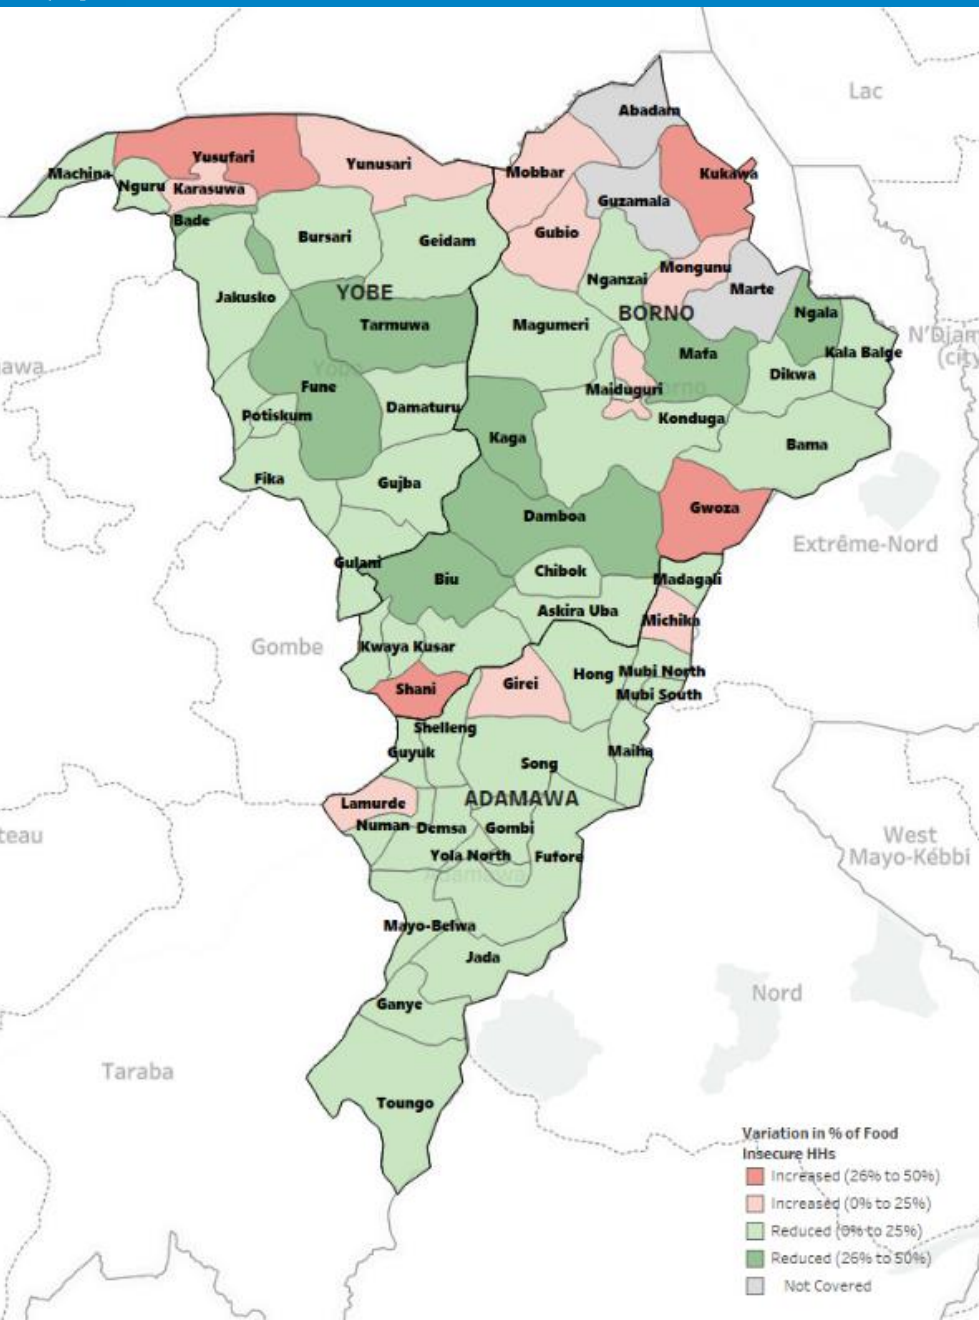 Lac
Abadam
Yusufari
Yunusari
Mobbar
Kukawa
Machina
Nguru
Karasuwa
Guzamala
Bade
Gubio
Bursari
Geidam
Mongunu
Nganzai
Marte
Jakusko
YOBE
BORNO
Ngala
Tarmuwa
Magumeri
N'Djam
(city
Mafa
Kala Balge
awa
Yobe
Dikwa
Fune
Maiduguri
orno
Potiskum
Damaturu
Konduga
Kaga
Bama
Fika
Gujba
Gwoza
Damboa
Extrême-Nord
Gulani
Biu
Chibok
Madagali
Askira Uba
Michika
Gombe
Kwaya Kusar
Hong
Mubi North
Shani
Girei
Mubi South
Shelleng
Guyuk
Song
Maiha
ADAMAWA
Lamurde
Numan
Demsa
Gombi
teau
West
Mayo-Kébbi
Yola North
Fufore
Adamawa
Mayo-Belwa
Jada
Nord
Ganye
Taraba
Toungo
Variation in % of Food
Insecure HHs
Increased (26% to 50%)
Increased (0% to 25%)
Reduced (0% to 25%)
Reduced (26% to 50%)
Not Covered